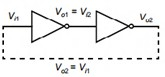 Vi1
Vo1 = Vi2
Vo2
Vo2 = Vi1